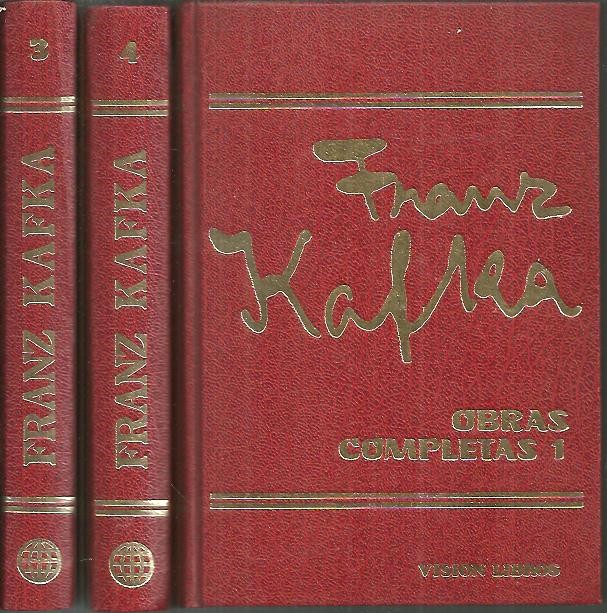 3
FRANZ KAFKA
4
FRANZ KAFKA
Franz
Kafka
OBRAS
COMPLETAS 1
VISION LIBROS